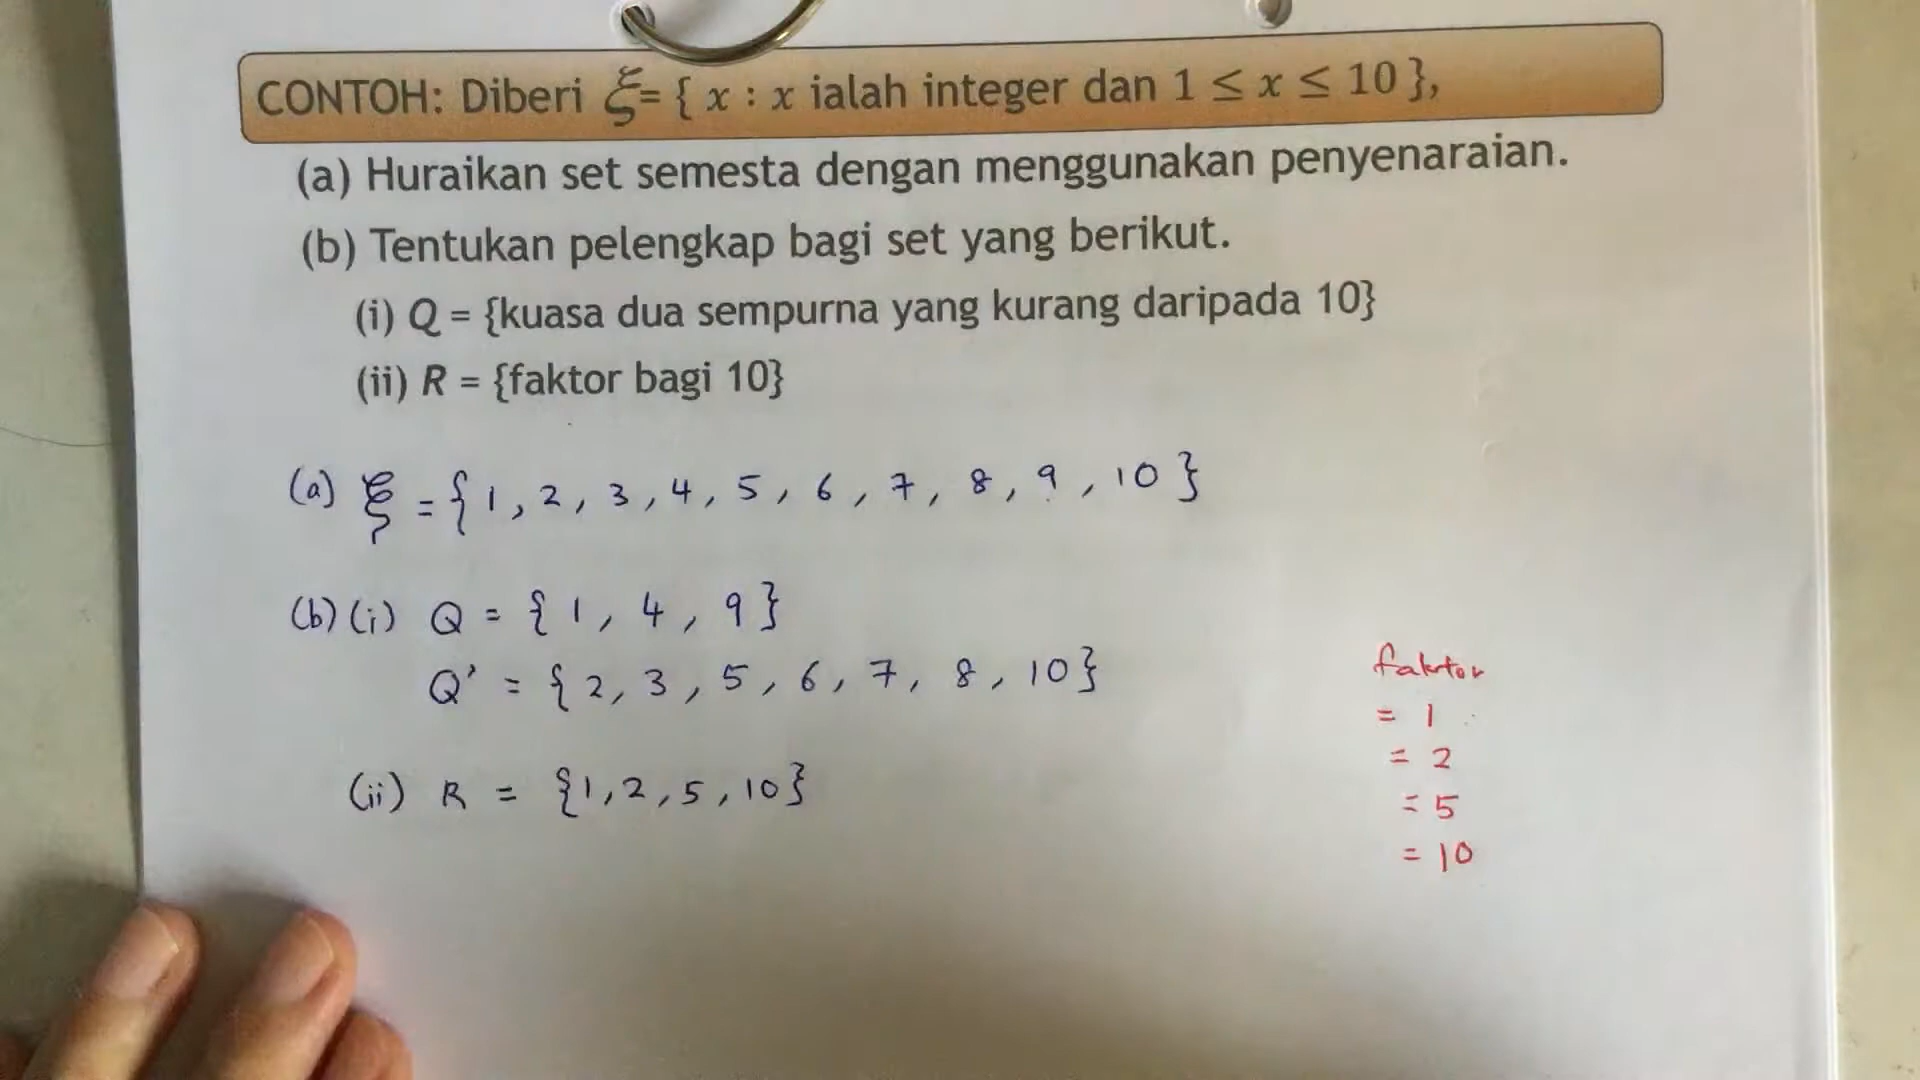 CONTOH: Diberi ξ= { x : x ialah integer dan 1 ≤ x ≤ 10 },
(a) Huraikan set semesta dengan menggunakan penyenaraian.
(b) Tentukan pelengkap bagi set yang berikut.
(i) Q = {kuasa dua sempurna yang kurang daripada 10}
(ii) R = {faktor bagi 10}
(a) ξ = {1, 2, 3, 4, 5, 6, 7, 8, 9, 10}
(b) (i) Q = {1, 4, 9}
Q' = {2, 3, 5, 6, 7, 8, 10}
(ii) R = {1, 2, 5, 10}
faktor
= 1
= 2
= 5
= 10